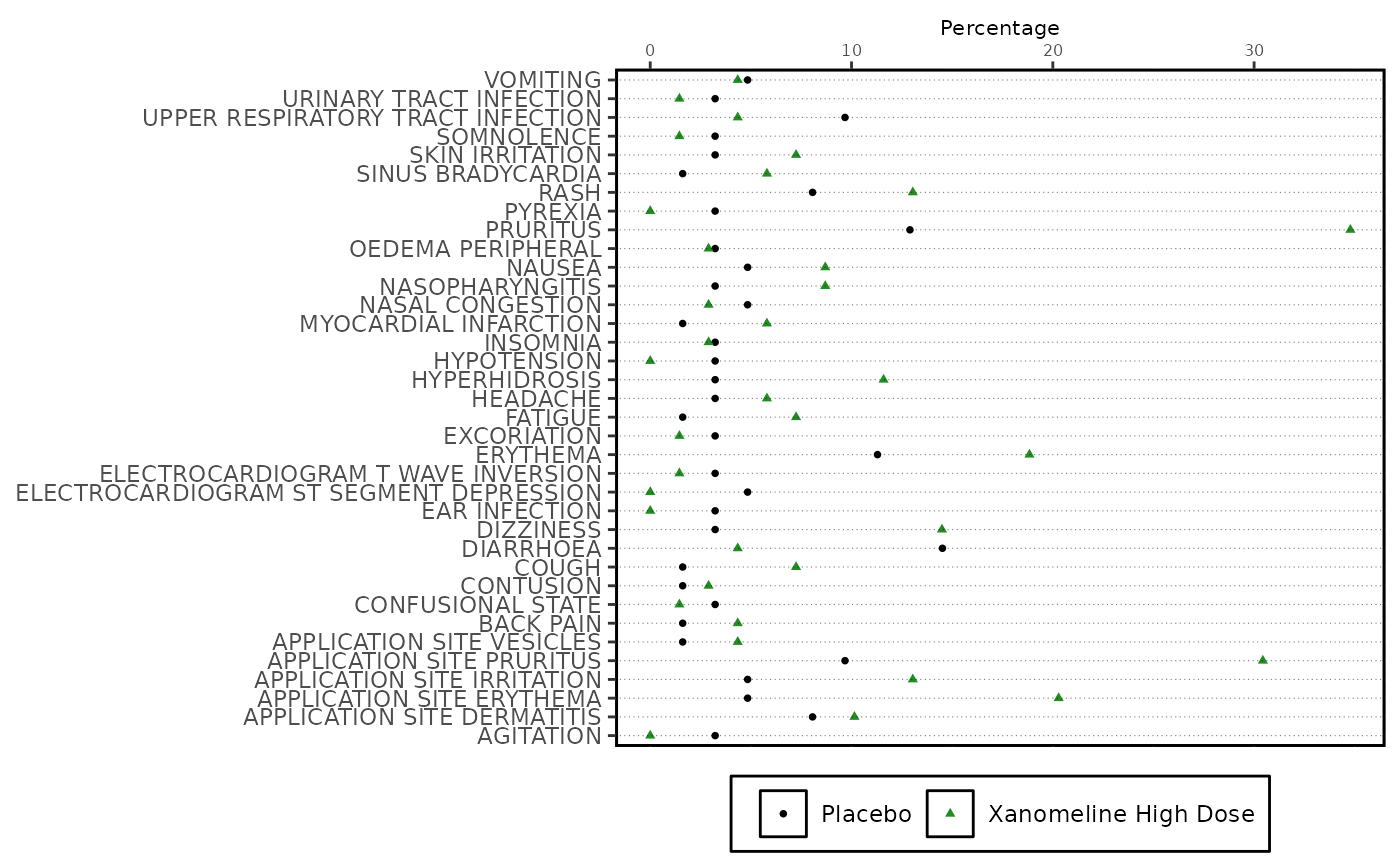 Percentage
0 10 20 30
VOMITING
URINARY TRACT INFECTION
UPPER RESPIRATORY TRACT INFECTION
SOMNOLENCE
SKIN IRRITATION
SINUS BRADYCARDIA
RASH
PYREXIA
PRURITUS
OEDEMA PERIPHERAL
NAUSEA
NASOPHARYNGITIS
NASAL CONGESTION
MYOCARDIAL INFARCTION
INSOMNIA
HYPOTENSION
HYPERHIDROSIS
HEADACHE
FATIGUE
EXCORIATION
ERYTHEMA
ELECTROCARDIOGRAM T WAVE INVERSION
ELECTROCARDIOGRAM ST SEGMENT DEPRESSION
EAR INFECTION
DIZZINESS
DIARRHOEA
COUGH
CONTUSION
CONFUSIONAL STATE
BACK PAIN
APPLICATION SITE VESICLES
APPLICATION SITE PRURITUS
APPLICATION SITE IRRITATION
APPLICATION SITE ERYTHEMA
APPLICATION SITE DERMATITIS
AGITATION
Placebo Xanomeline High Dose